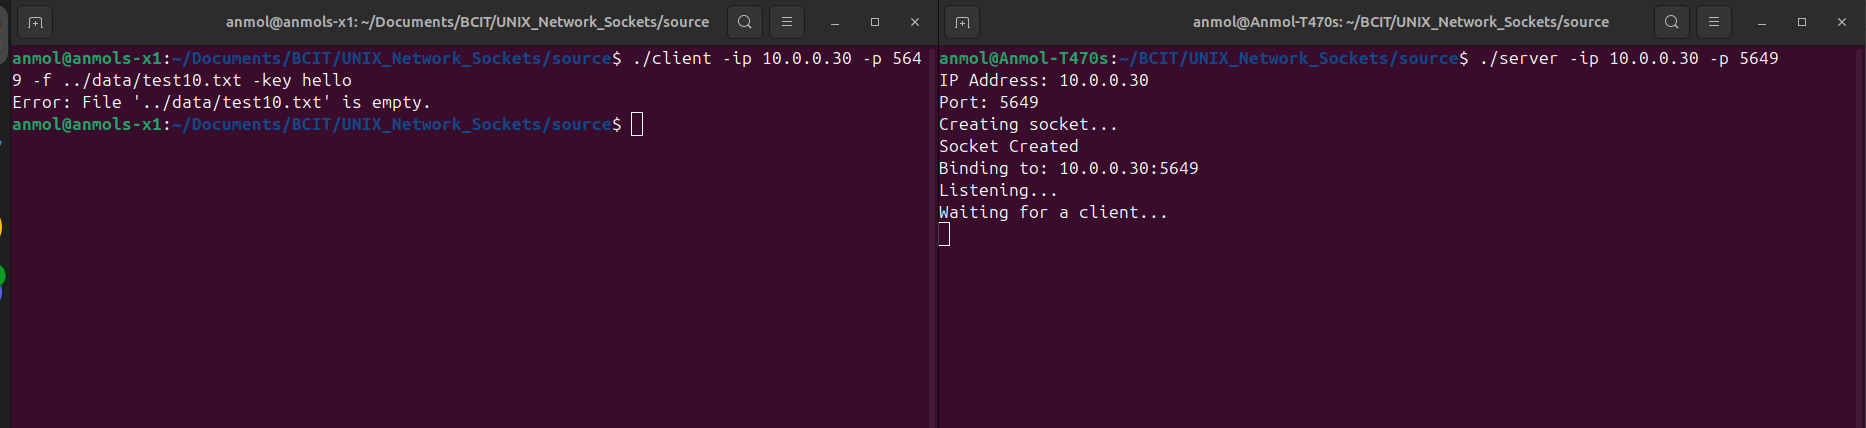 anmol@anmols-x1: ~/Documents/BCIT/UNIX_Network_Sockets/source
anmol@anmols-x1:~/Documents/BCIT/UNIX_Network_Sockets/source$ ./client -ip 10.0.0.30 -p 564
9 -f ../data/test10.txt -key hello
Error: File '../data/test10.txt' is empty.
anmol@anmols-x1:~/Documents/BCIT/UNIX_Network_Sockets/source$
anmol@Anmol-T470s: ~/BCIT/UNIX_Network_Sockets/source
anmol@Anmol-T470s:~/BCIT/UNIX_Network_Sockets/source$ ./server -ip 10.0.0.30 -p 5649
IP Address: 10.0.0.30
Port: 5649
Creating socket...
Socket Created
Binding to: 10.0.0.30:5649
Listening...
Waiting for a client...